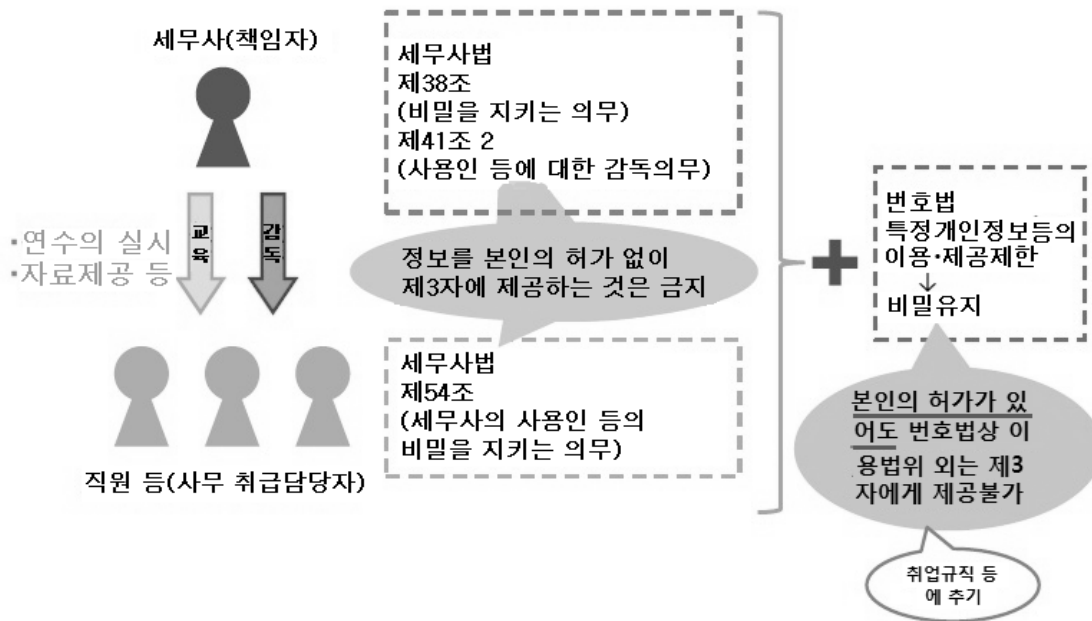 세무사(책임자)
세무사법
제38조
(비밀을 지키는 의무)
제41조 2
(사용인 등에 대한 감독의무)
•연수의 실시
•자료제공 등
교육
감독
정보를 본인의 허가 없이
제3자에 제공하는 것은 금지
세무사법
제54조
(세무사의 사용인 등의
비밀을 지키는 의무)
직원 등(사무 취급담당자)
번호법
특정개인정보등의
이용·제공제한
↓
비밀유지
본인의 허가가 있
어도 번호법상 이
용법위 외는 제3
자에게 제공불가
취업규직 등
에 추기